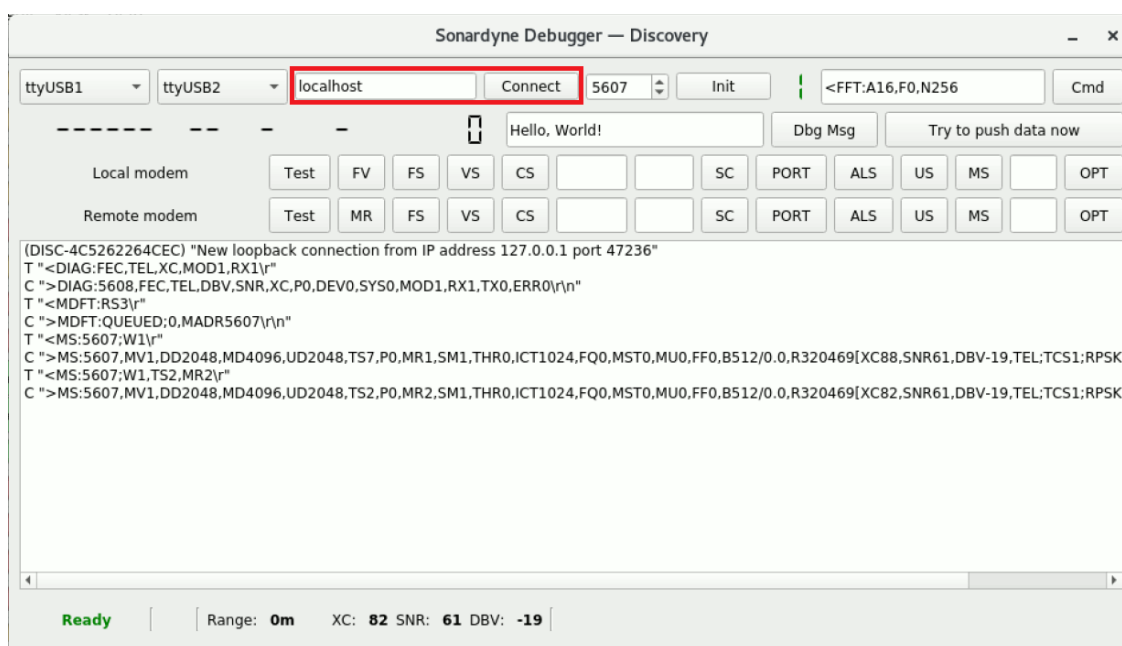 Sonardyne Debugger — Discovery
ttyUSB1 ttyUSB2 localhost Connect 5607 Init <FFT:A16,F0,N256 Cmd
------ -- - - 0 Hello, World! Dbg Msg Try to push data now
Local modem Test FV FS VS CS SC PORT ALS US MS OPT
Remote modem Test MR FS VS CS SC PORT ALS US MS OPT
(DISC-4C5262264CEC) "New loopback connection from IP address 127.0.0.1 port 47236"
T "<DIAG:FEC,TEL,XC,MOD1,RX1\r"
C ">DIAG:5608,FEC,TEL,DBV,SNR,XC,P0,DEV0,SYS0,MOD1,RX1,TX0,ERR0\r\n"
T "<MDFT:RS3\r"
C ">MDFT:QUEUED;0,MADR5607\r\n"
T "<MS:5607;W1\r"
C ">MS:5607,MV1,DD2048,MD4096,UD2048,TS7,P0,MR1,SM1,THR0,ICT1024,FQ0,MST0,MU0,FF0,B512/0.0,R320469[XC88,SNR61,DBV-19,TEL;TCS1;RPSK
T "<MS:5607;W1,TS2,MR2\r"
C ">MS:5607,MV1,DD2048,MD4096,UD2048,TS2,P0,MR2,SM1,THR0,ICT1024,FQ0,MST0,MU0,FF0,B512/0.0,R320469[XC82,SNR61,DBV-19,TEL;TCS1;RPSK
Ready Range: 0m XC: 82 SNR: 61 DBV: -19